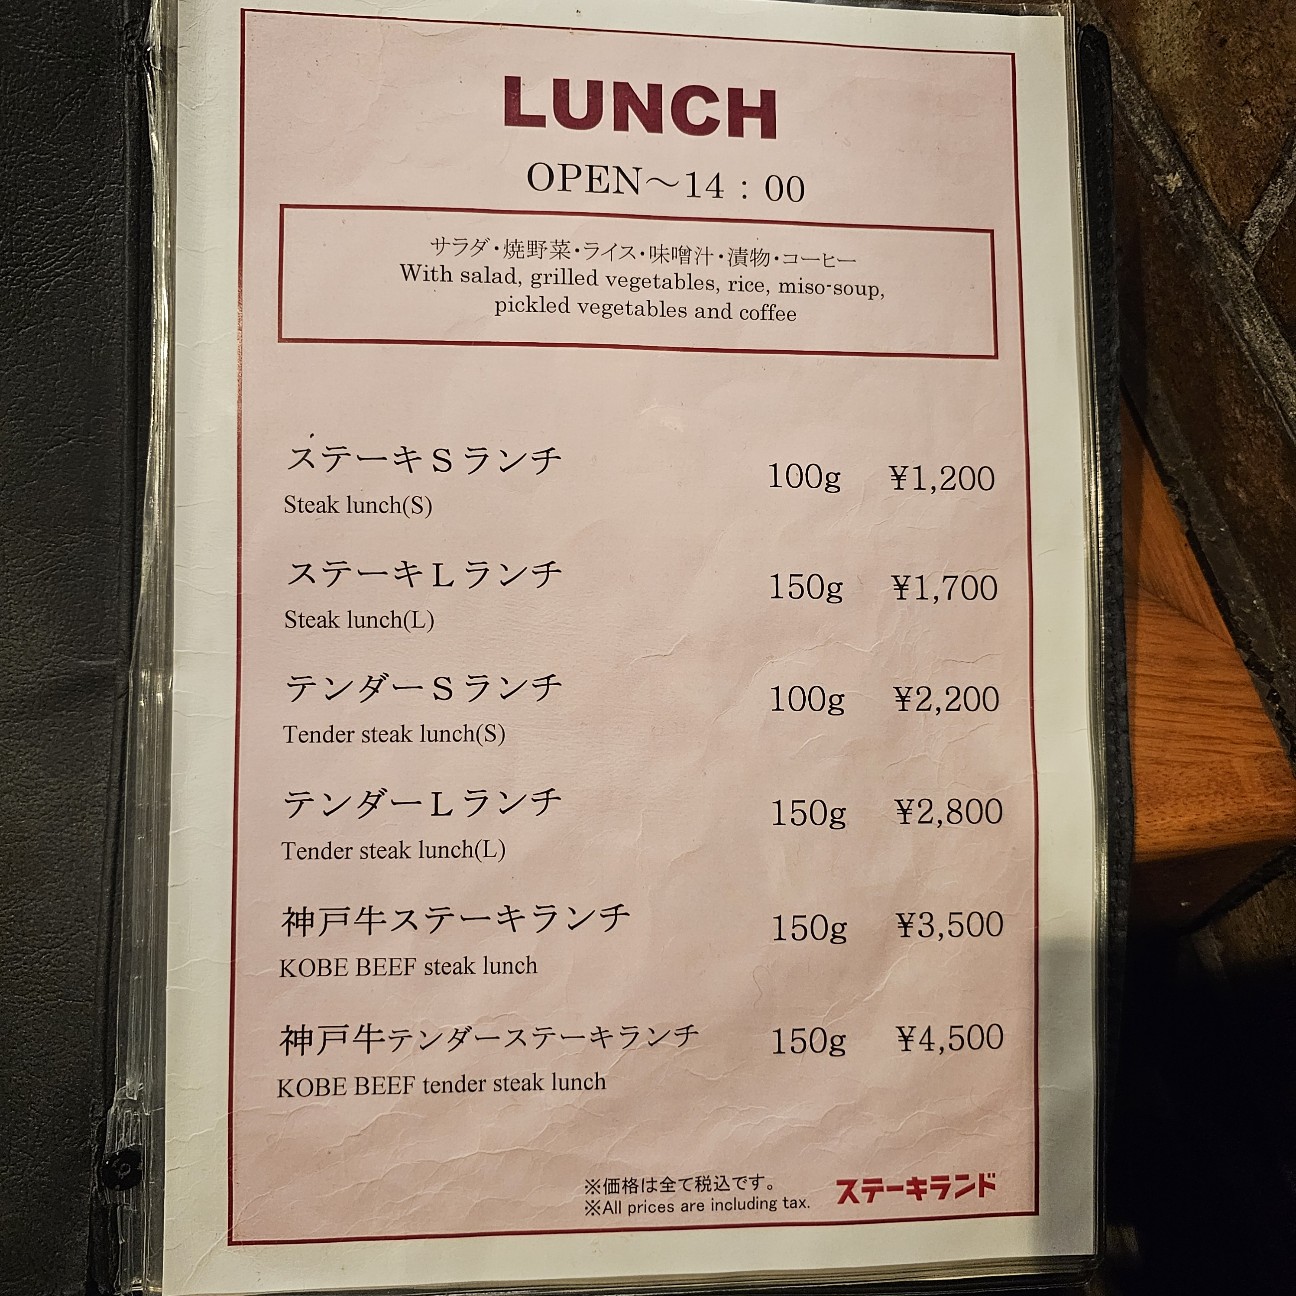 LUNCH
OPEN～14：00
サラダ・焼野菜・ライス・味噌汁・漬物・コーヒー
With salad, grilled vegetables, rice, miso-soup,
pickled vegetables and coffee
ステーキＳランチ 100g ¥1,200
Steak lunch(S)
ステーキＬランチ 150g ¥1,700
Steak lunch(L)
テンダーＳランチ 100g ¥2,200
Tender steak lunch(S)
テンダーＬランチ 150g ¥2,800
Tender steak lunch(L)
神戸牛ステーキランチ 150g ¥3,500
KOBE BEEF steak lunch
神戸牛テンダーステーキランチ 150g ¥4,500
KOBE BEEF tender steak lunch
※価格は全て税込です。
※All prices are including tax.
ステーキランド